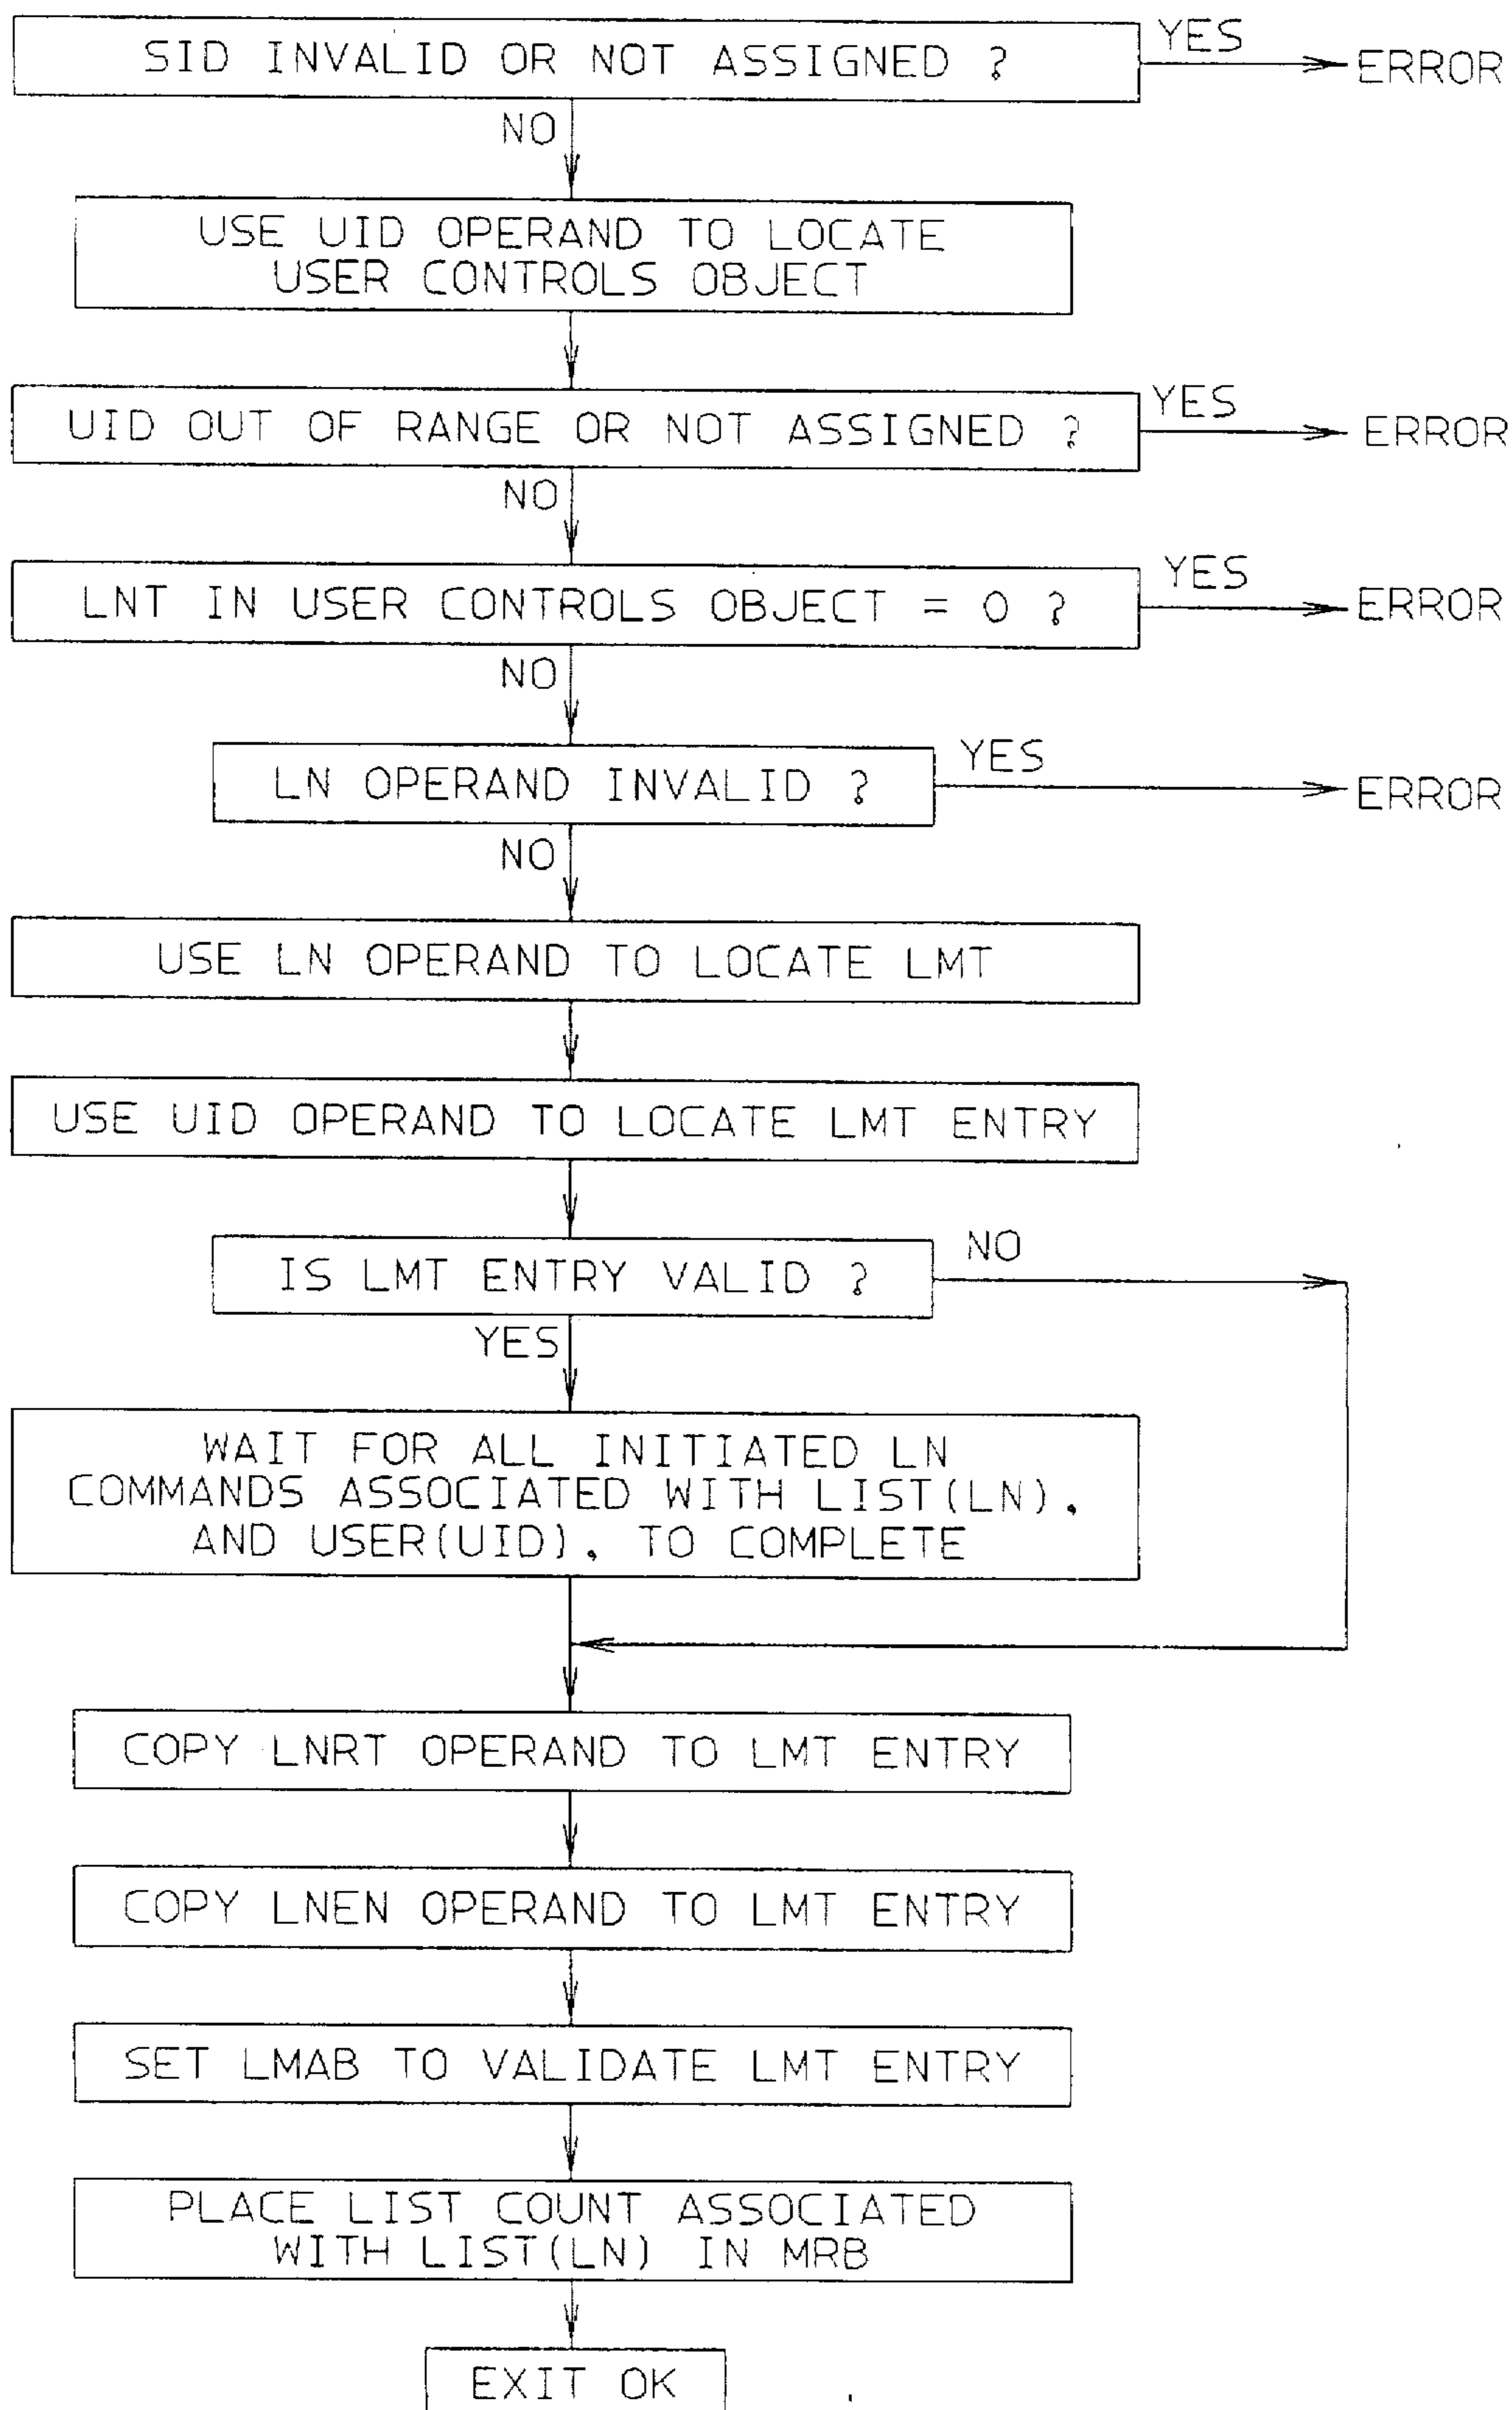 SID INVALID OR NOT ASSIGNED ?
YES
ERROR
NO
USE UID OPERAND TO LOCATE
USER CONTROLS OBJECT
UID OUT OF RANGE OR NOT ASSIGNED ?
YES
ERROR
NO
LNT IN USER CONTROLS OBJECT = 0 ?
YES
ERROR
NO
LN OPERAND INVALID ?
YES
ERROR
NO
USE LN OPERAND TO LOCATE LMT
USE UID OPERAND TO LOCATE LMT ENTRY
IS LMT ENTRY VALID ?
NO
YES
WAIT FOR ALL INITIATED LN
COMMANDS ASSOCIATED WITH LIST(LN),
AND USER(UID), TO COMPLETE
COPY LNRT OPERAND TO LMT ENTRY
COPY LNEN OPERAND TO LMT ENTRY
SET LMAB TO VALIDATE LMT ENTRY
PLACE LIST COUNT ASSOCIATED
WITH LIST(LN) IN MRB
EXIT OK